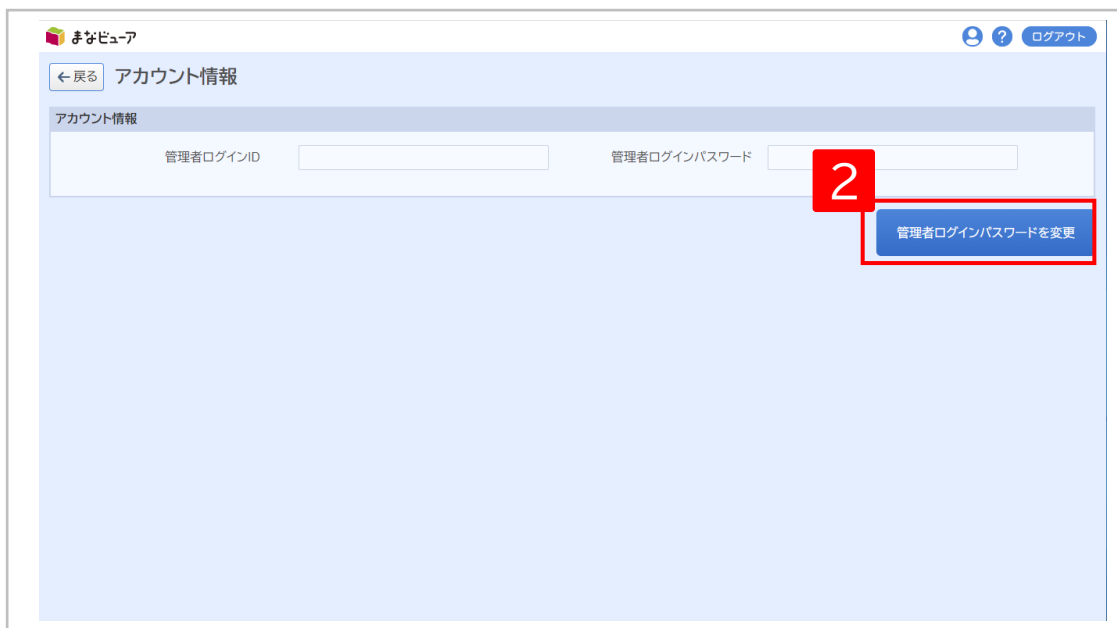 まなビューア
? ログアウト
←戻る アカウント情報
アカウント情報
管理者ログインID 管理者ログインパスワード
2
管理者ログインパスワードを変更